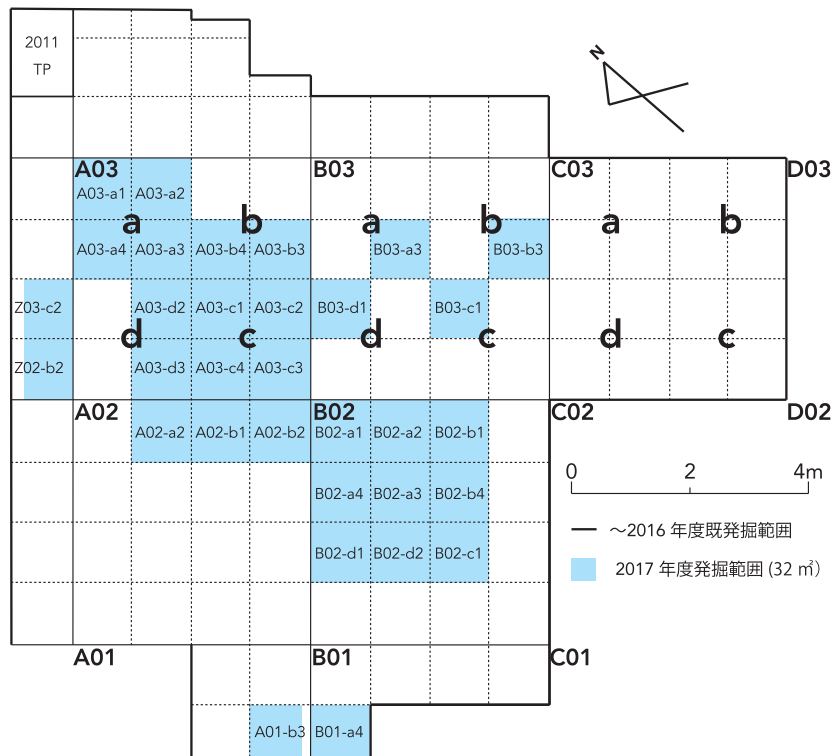 2011
TP
N
A03
B03
C03
D03
A03-a1 A03-a2
a b a b a b
A03-a4 A03-a3 A03-b4 A03-b3 B03-a3 B03-b3
Z03-c2 A03-d2 A03-c1 A03-c2 B03-d1 B03-c1
d c d c d c
Z02-b2 A03-d3 A03-c4 A03-c3
A02 B02 C02 D02
A02-a2 A02-b1 A02-b2 B02-a1 B02-a2 B02-b1
0 2 4m
B02-a4 B02-a3 B02-b4
～2016 年度既発掘範囲
B02-d1 B02-d2 B02-c1
2017 年度発掘範囲 (32 ㎡)
A01 B01 C01
A01-b3 B01-a4